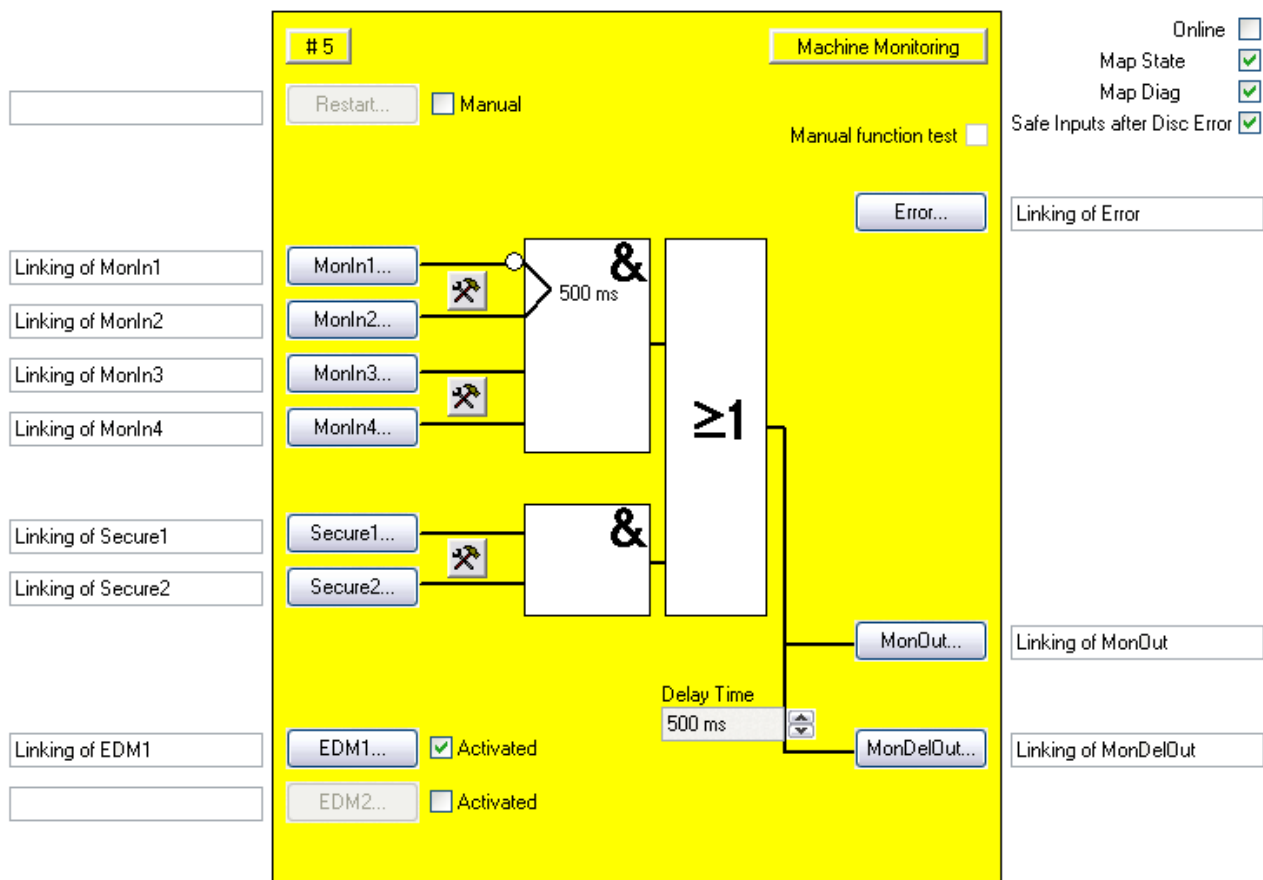 # 5
Machine Monitoring
Online
Map State
Map Diag
Safe Inputs after Disc Error
Restart...
Manual
Manual function test
Error...
Linking of Error
Linking of MonIn1
MonIn1...
&
500 ms
Linking of MonIn2
MonIn2...
Linking of MonIn3
MonIn3...
Linking of MonIn4
MonIn4...
≥1
Linking of Secure1
Secure1...
&
Linking of Secure2
Secure2...
MonOut...
Linking of MonOut
Delay Time
500 ms
Linking of EDM1
EDM1...
Activated
MonDelOut...
Linking of MonDelOut
EDM2...
Activated